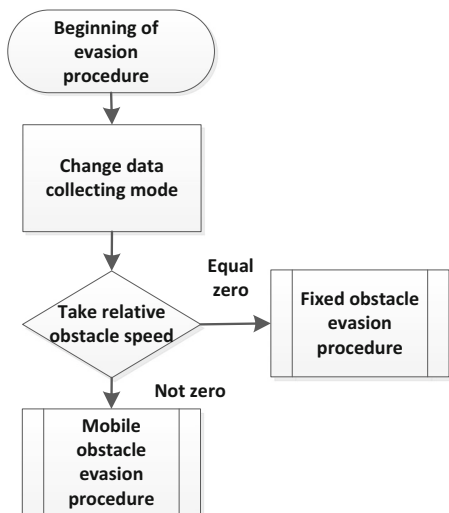 Beginning of
evasion
procedure
Change data
collecting mode
Take relative
obstacle speed
Equal
zero
Fixed obstacle
evasion
procedure
Not zero
Mobile
obstacle
evasion
procedure